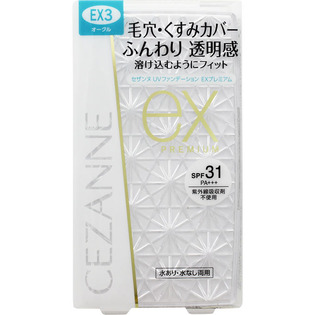 EX3
オークル
毛穴・くすみカバー
ふんわり 透明感
溶け込むようにフィット
セザンヌ UVファンデーション EXプレミアム
ex
PREMIUM
SPF31
PA+++
紫外線吸収剤
不使用
CEZANNE
水あり・水なし両用